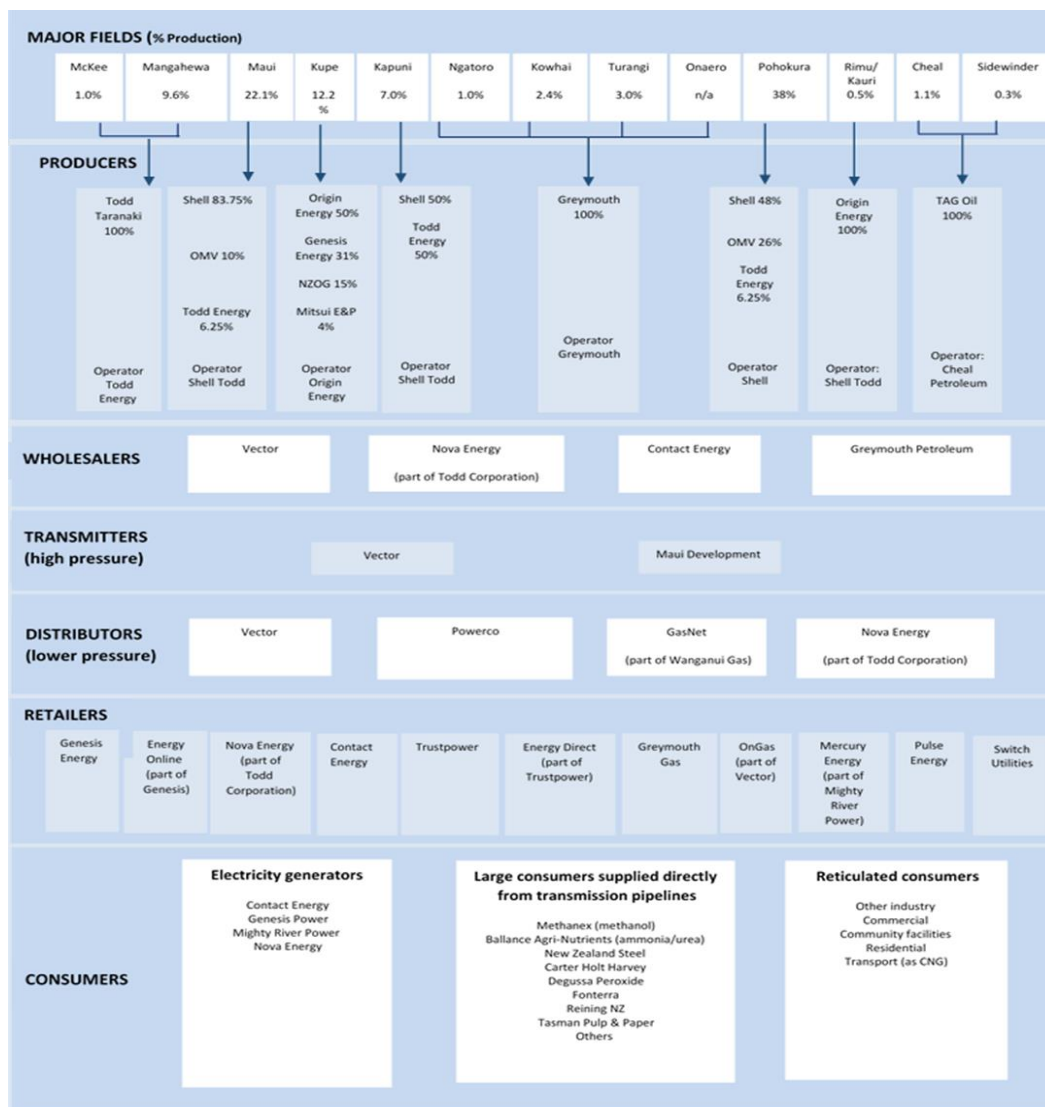 MAJOR FIELDS (% Production)
McKee
1.0%
Mangahewa
9.6%
Maui
22.1%
Kupe
12.2
%
Kapuni
7.0%
Ngatoro
1.0%
Kowhai
2.4%
Turangi
3.0%
Onaero
n/a
Pohokura
38%
Rimu/
Kauri
0.5%
Cheal
1.1%
Sidewinder
0.3%
PRODUCERS
Todd
Taranaki
100%
Operator
Todd
Energy
Shell 83.75%
OMV 10%
Todd Energy
6.25%
Operator
Shell Todd
Origin
Energy 50%
Genesis
Energy 31%
NZOG 15%
Mitsui E&P
4%
Operator
Origin
Energy
Shell 50%
Todd
Energy
50%
Operator
Shell Todd
Greymouth
100%
Operator
Greymouth
Shell 48%
OMV 26%
Todd
Energy
6.25%
Operator
Shell
Origin
Energy
100%
Operator:
Shell Todd
TAG Oil
100%
Operator:
Cheal
Petroleum
WHOLESALERS
Vector
Nova Energy
(part of Todd Corporation)
Contact Energy
Greymouth Petroleum
TRANSMITTERS
(high pressure)
Vector
Maui Development
DISTRIBUTORS
(lower pressure)
Vector
Powerco
GasNet
(part of Wanganui Gas)
Nova Energy
(part of Todd Corporation)
RETAILERS
Genesis
Energy
Energy
Online
(part of
Genesis)
Nova Energy
(part of
Todd
Corporation)
Contact
Energy
Trustpower
Energy Direct
(part of
Trustpower)
Greymouth
Gas
OnGas
(part of
Vector)
Mercury
Energy
(part of
Mighty
River
Power)
Pulse
Energy
Switch
Utilities
CONSUMERS
Electricity generators
Contact Energy
Genesis Power
Mighty River Power
Nova Energy
Large consumers supplied directly
from transmission pipelines
Methanex (methanol)
Ballance Agri-Nutrients (ammonia/urea)
New Zealand Steel
Carter Holt Harvey
Degussa Peroxide
Fonterra
Reining NZ
Tasman Pulp & Paper
Others
Reticulated consumers
Other industry
Commercial
Community facilities
Residential
Transport (as CNG)